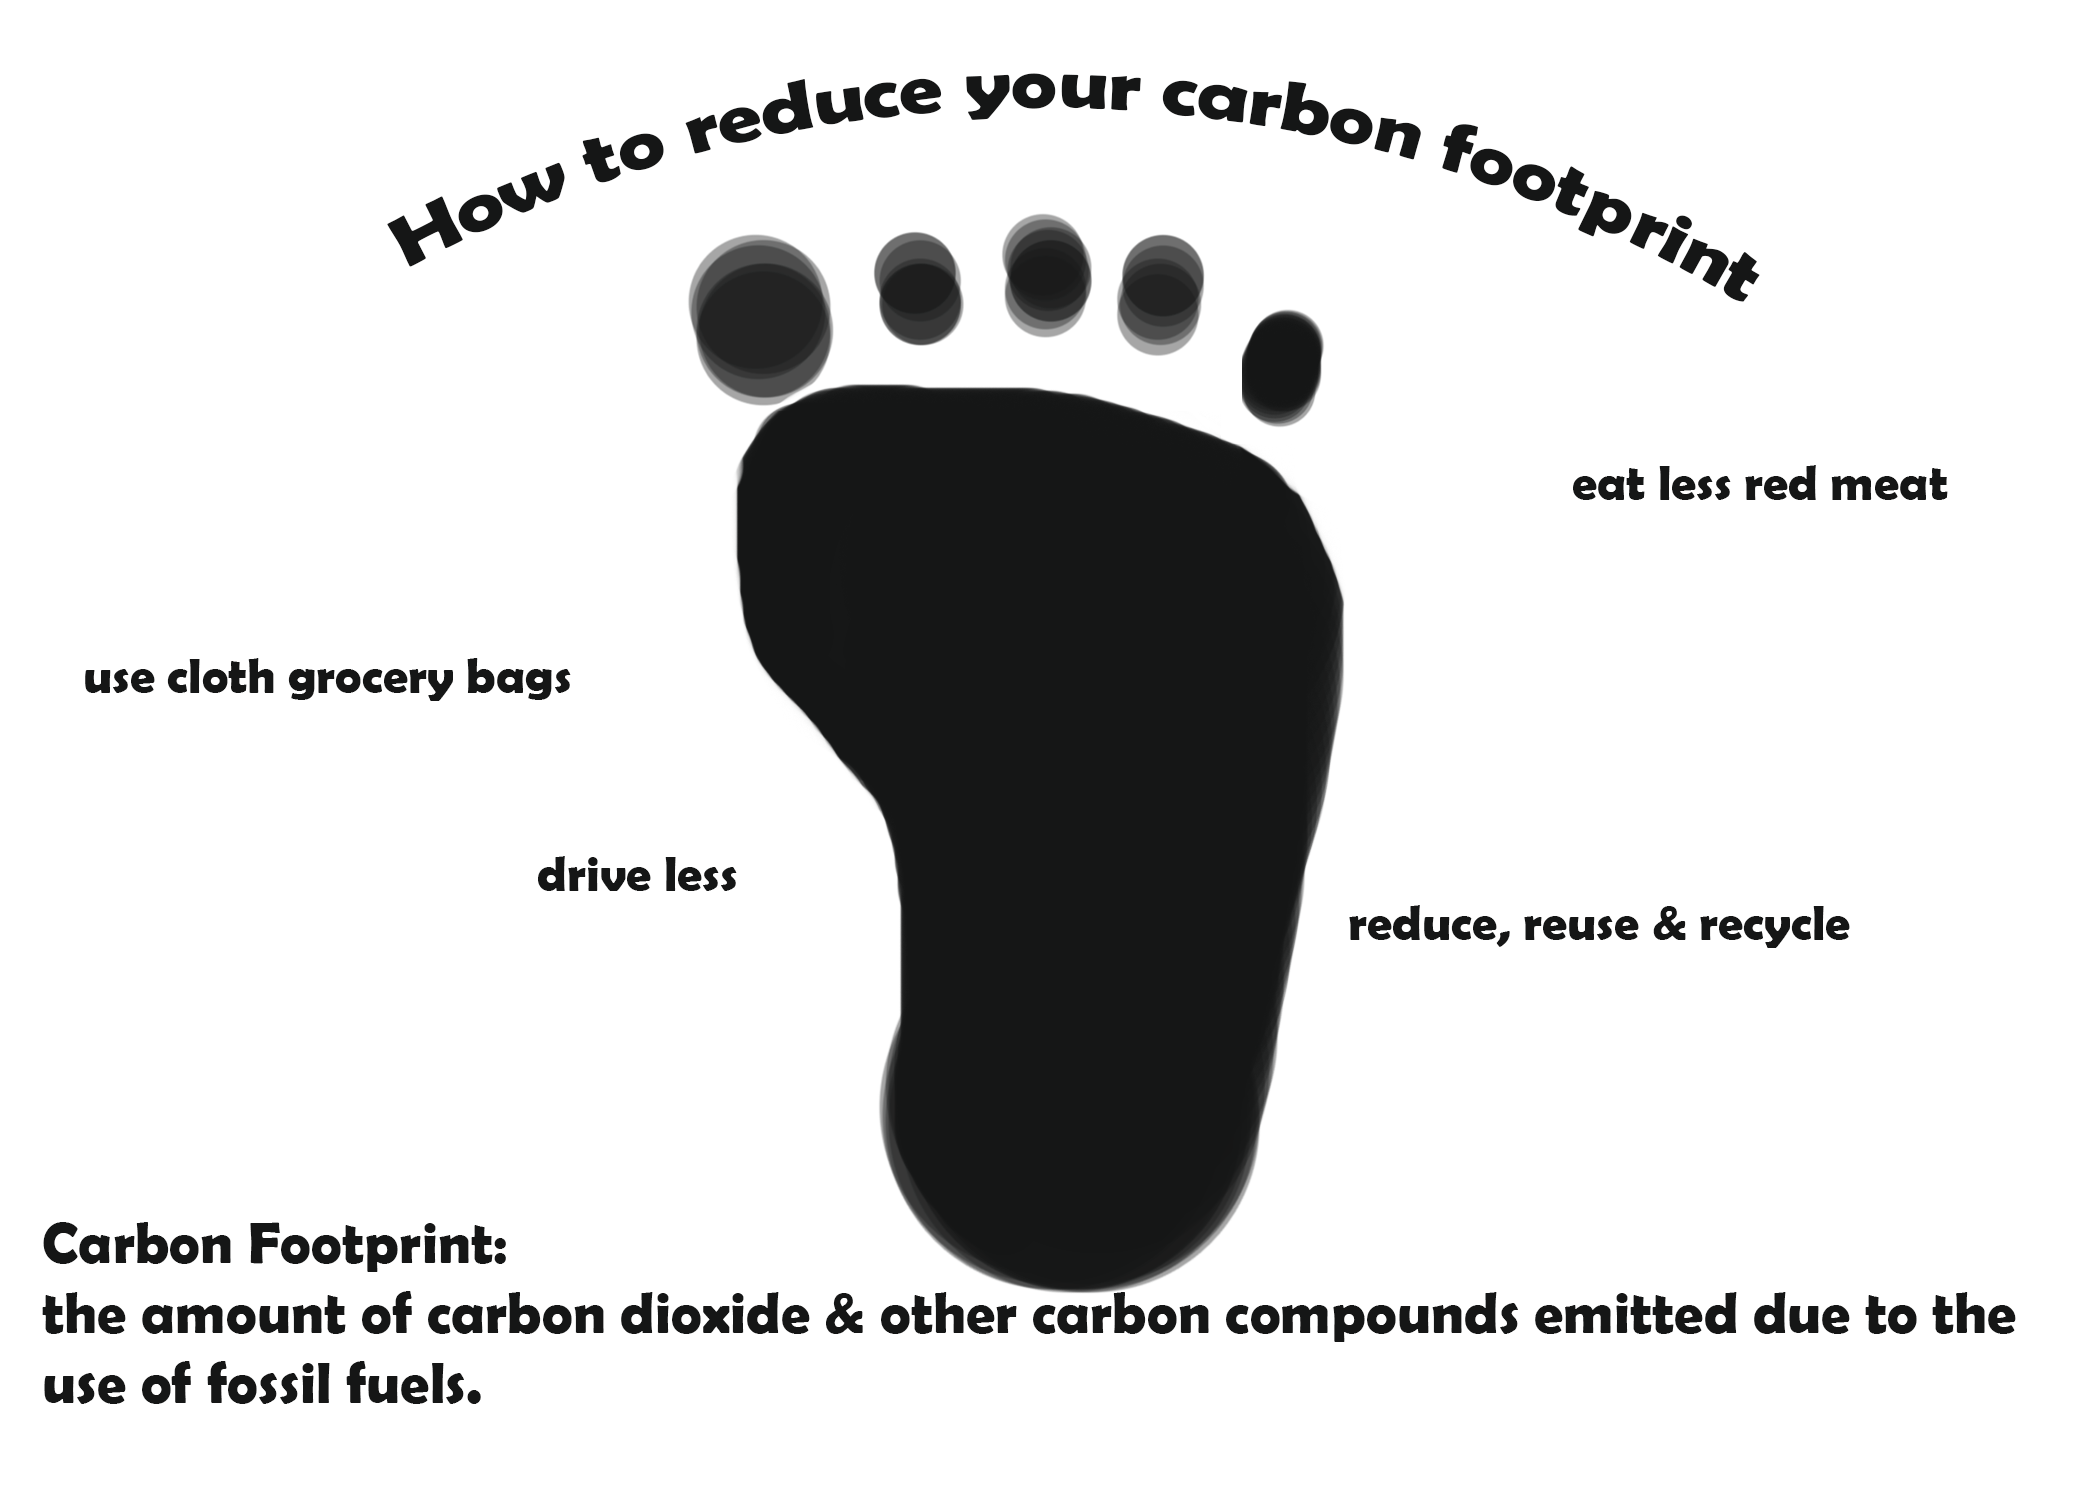 How to reduce your carbon footprint
eat less red meat
use cloth grocery bags
drive less
reduce, reuse & recycle
Carbon Footprint:
the amount of carbon dioxide & other carbon compounds emitted due to the
use of fossil fuels.